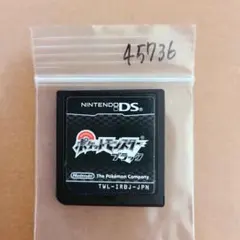 45736
NINTENDO DS
ポケットモンスター
ブラック
Nintendo The Pokémon Company
TWL-IRBJ-JPN